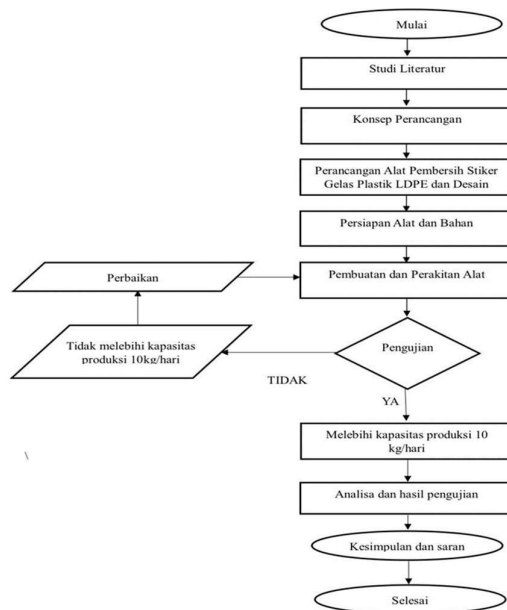 Mulai
Studi Literatur
Konsep Perancangan
Perancangan Alat Pembersih Stiker
Gelas Plastik LDPE dan Desain
Persiapan Alat dan Bahan
Perbaikan
Pembuatan dan Perakitan Alat
Tidak melebihi kapasitas
produksi 10kg/hari
Pengujian
TIDAK
YA
Melebihi kapasitas produksi 10
kg/hari
\
Analisa dan hasil pengujian
Kesimpulan dan saran
Selesai